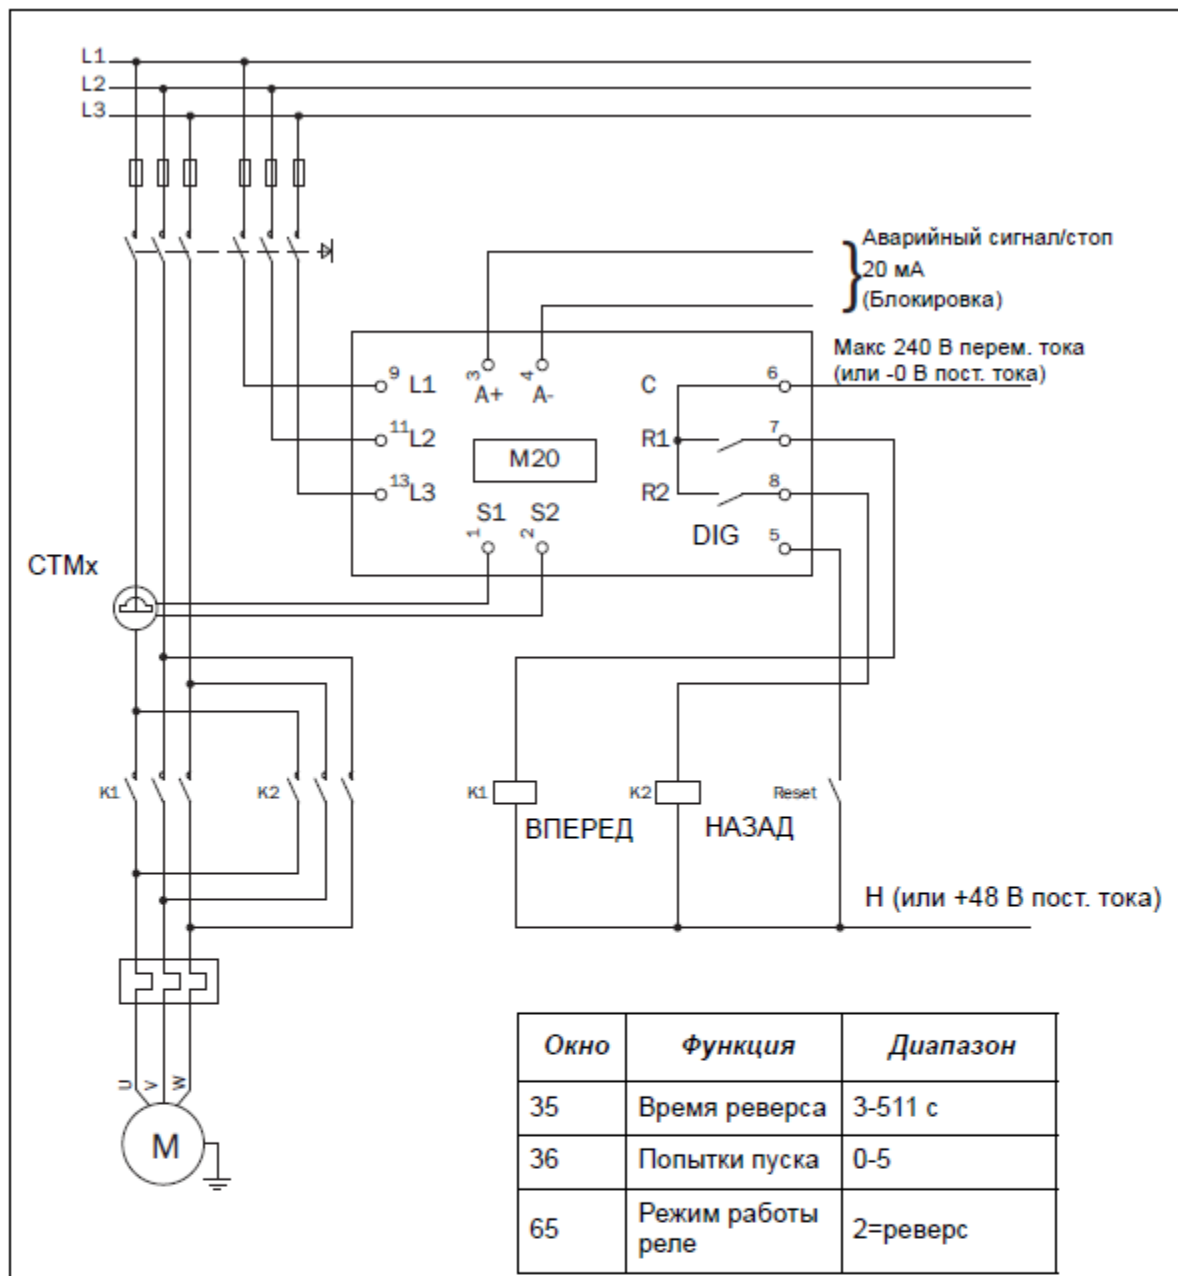 L1
L2
L3
Аварийный сигнал/стоп
20 мА
(Блокировка)
Макс 240 В перем. тока
(или -0 В пост. тока)
9 L1
3 A+
4 A-
C 6
11 L2
M20
R1 7
13 L3
R2 8
S1 S2
1 2
DIG 5
CTMx
K1
K2
K1
K2
Reset
ВПЕРЕД
НАЗАД
Н (или +48 В пост. тока)
U V W
M
Окно Функция Диапазон
35 Время реверса 3-511 с
36 Попытки пуска 0-5
65 Режим работы реле 2=реверс